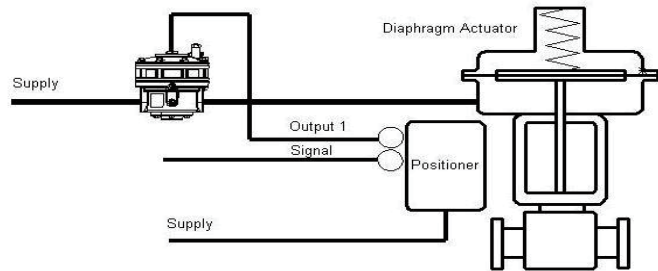 Diaphragm Actuator
Supply
Output 1
Signal
Positioner
Supply